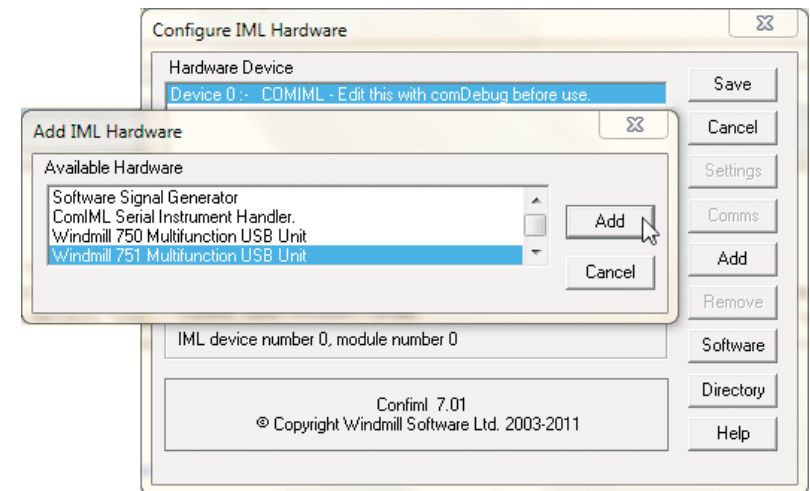 Configure IML Hardware
Hardware Device
Device 0 :-   COMIML - Edit this with comDebug before use.
Save
Cancel
Settings
Comms
Add
Remove
Software
Directory
Help
Add IML Hardware
Available Hardware
Software Signal Generator
ComIML Serial Instrument Handler.
Windmill 750 Multifunction USB Unit
Windmill 751 Multifunction USB Unit
Add
Cancel
IML device number 0, module number 0
Confiml  7.01
© Copyright Windmill Software Ltd. 2003-2011